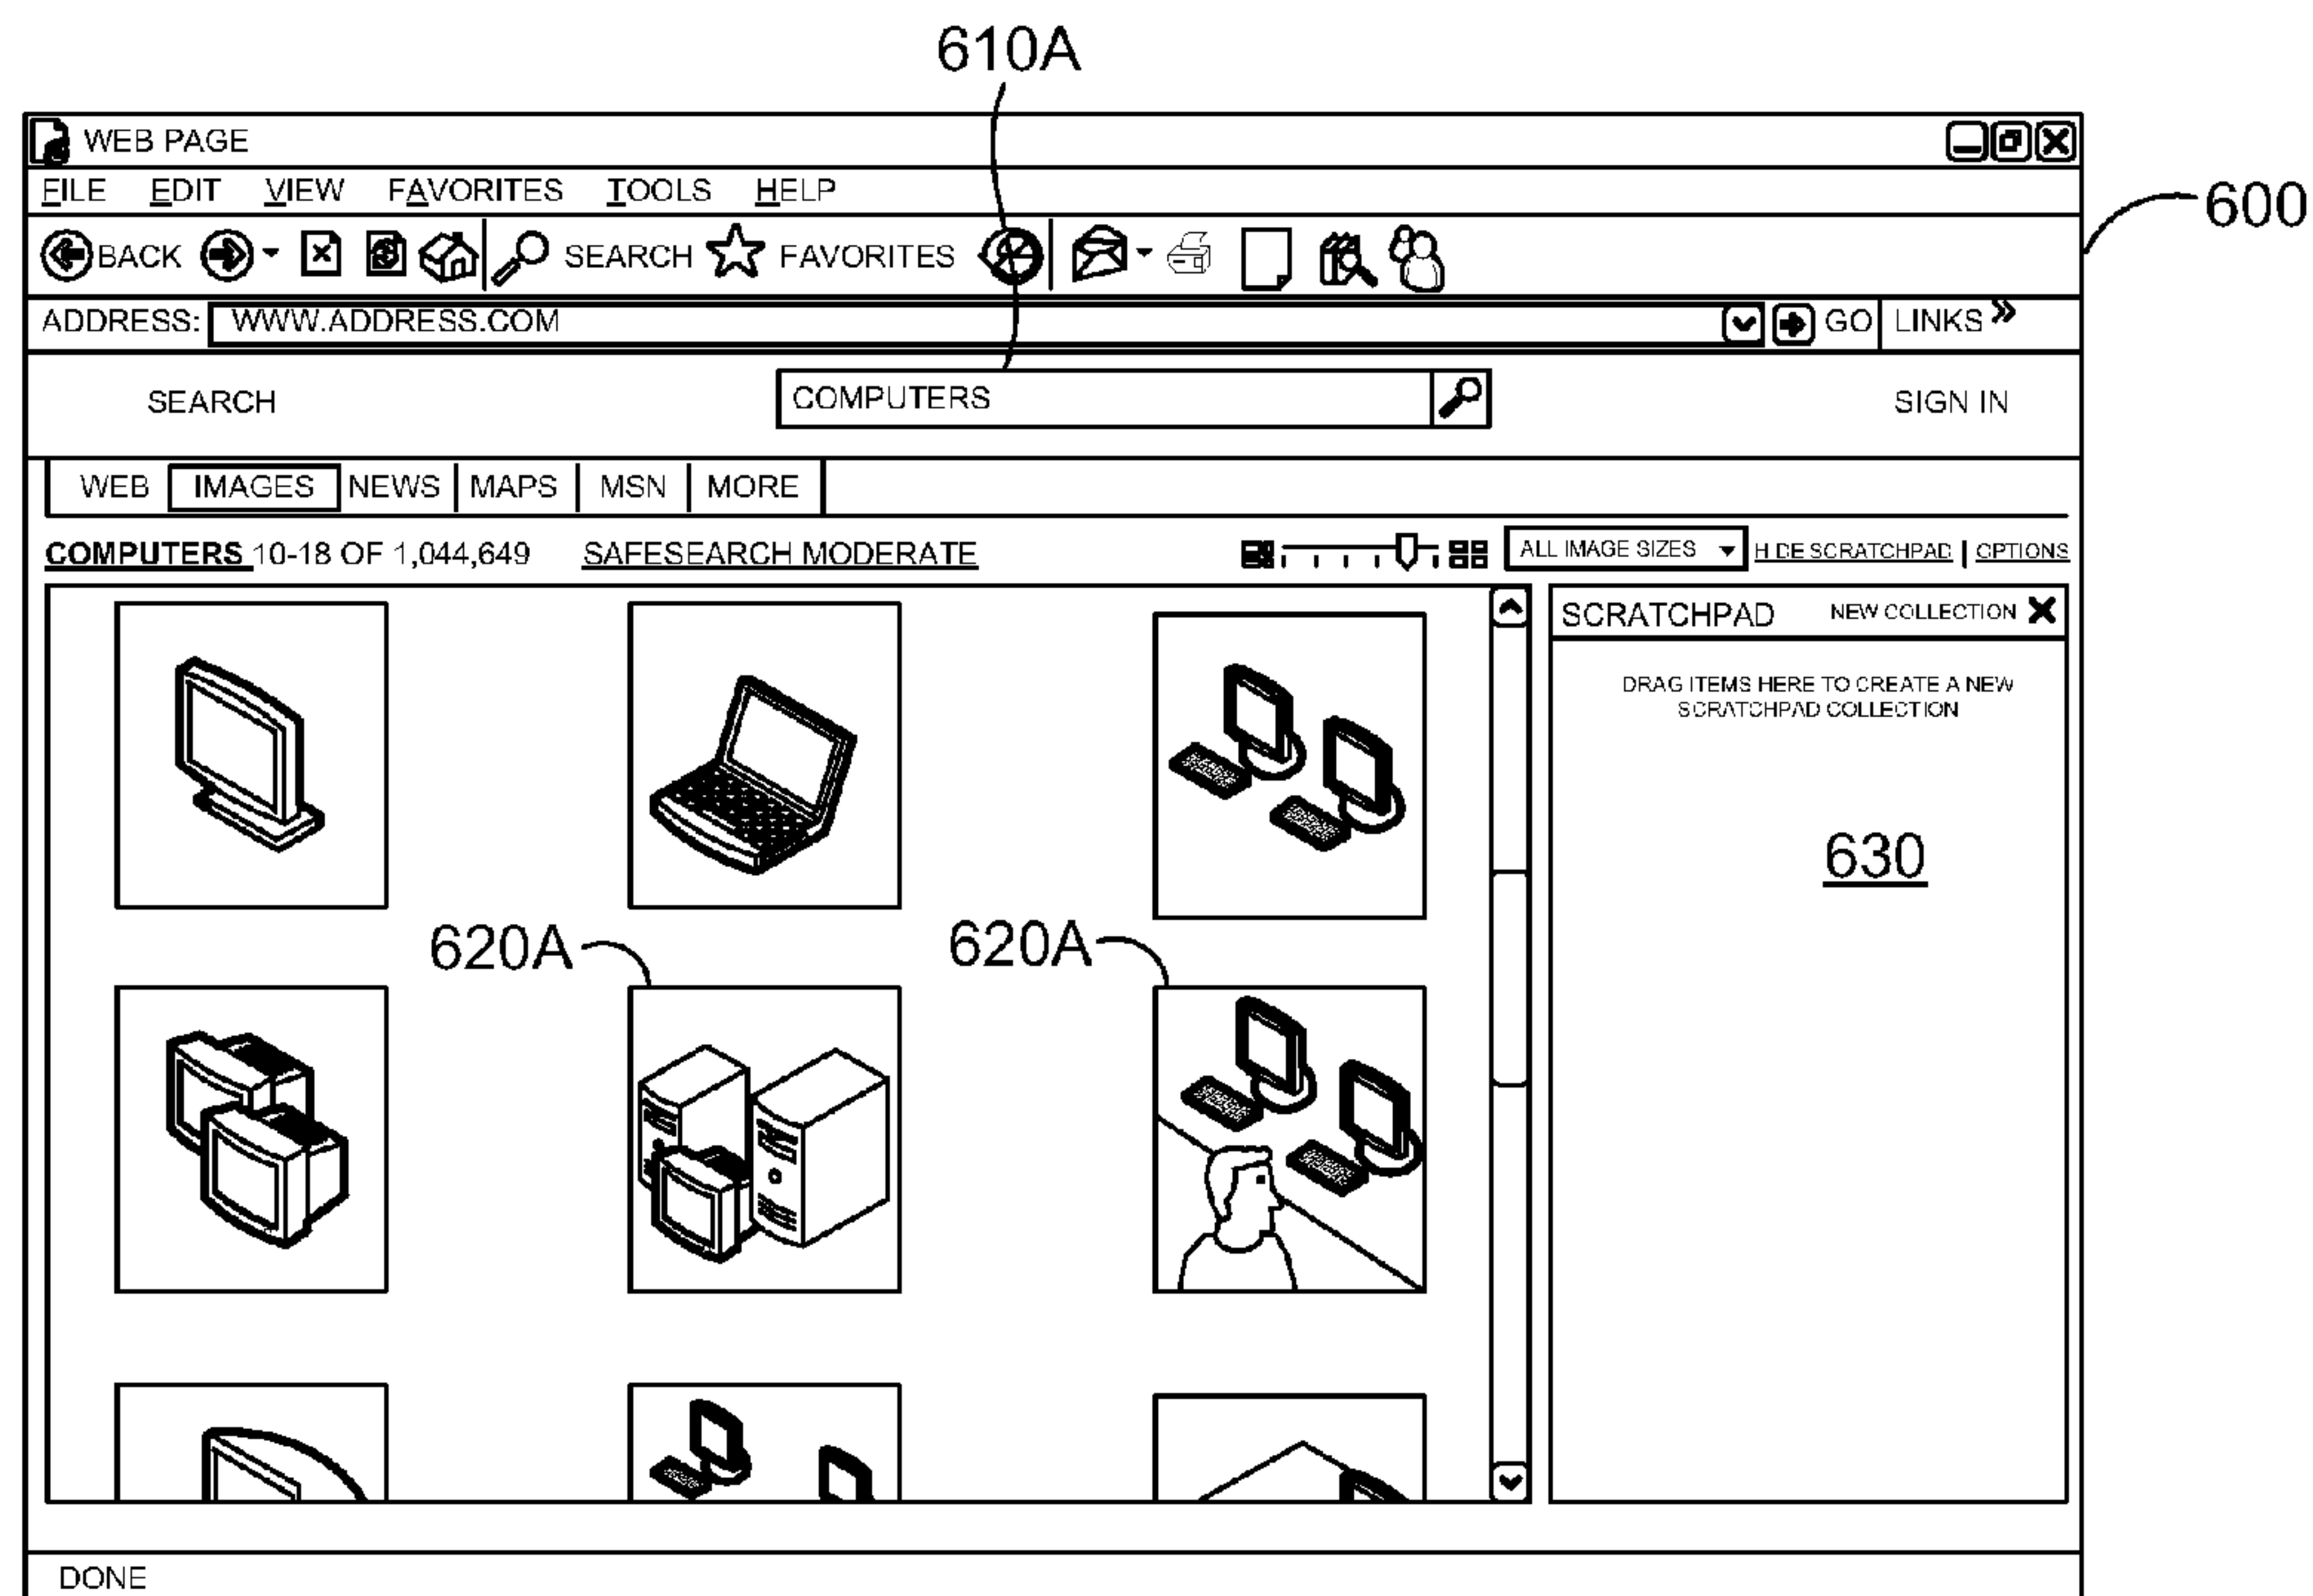 610A
WEB PAGE
600
FILE EDIT VIEW FAVORITES TOOLS HELP
BACK SEARCH FAVORITES
ADDRESS: WWW.ADDRESS.COM GO LINKS »
SEARCH COMPUTERS SIGN IN
WEB IMAGES NEWS MAPS MSN MORE
COMPUTERS 10-18 OF 1,044,649 SAFESEARCH MODERATE ALL IMAGE SIZES HIDE SCRATCHPAD | OPTIONS
SCRATCHPAD NEW COLLECTION
DRAG ITEMS HERE TO CREATE A NEW
SCRATCHPAD COLLECTION
630
620A 620A
DONE